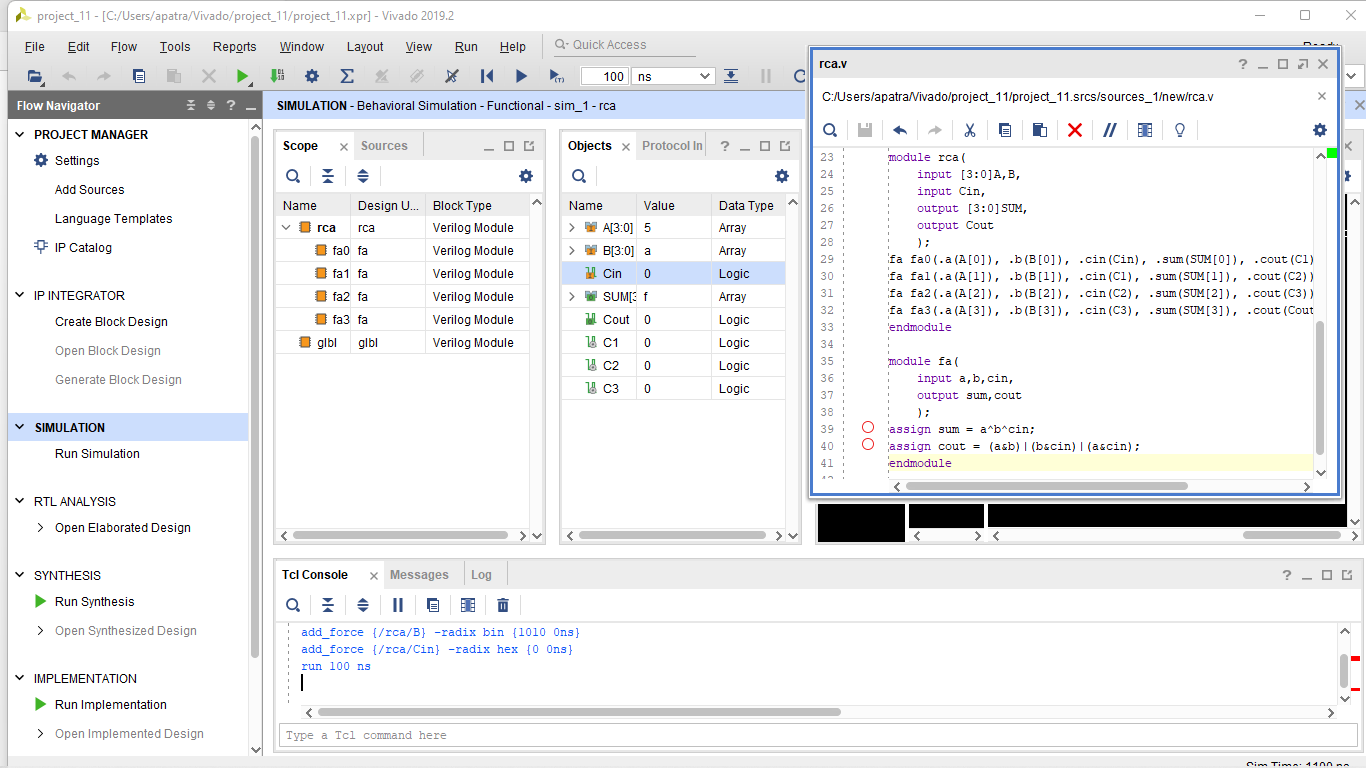 project_11 - [C:/Users/apatra/Vivado/project_11/project_11.xpr] - Vivado 2019.2
File Edit Flow Tools Reports Window Layout View Run Help Quick Access
100 ns
Flow Navigator
PROJECT MANAGER
Settings
Add Sources
Language Templates
IP Catalog
IP INTEGRATOR
Create Block Design
Open Block Design
Generate Block Design
SIMULATION
Run Simulation
RTL ANALYSIS
Open Elaborated Design
SYNTHESIS
Run Synthesis
Open Synthesized Design
IMPLEMENTATION
Run Implementation
Open Implemented Design
SIMULATION - Behavioral Simulation - Functional - sim_1 - rca
Scope Sources
Name Design U... Block Type
rca rca Verilog Module
fa0 fa Verilog Module
fa1 fa Verilog Module
fa2 fa Verilog Module
fa3 fa Verilog Module
glbl glbl Verilog Module
Objects Protocol In
Name Value Data Type
A[3:0] 5 Array
B[3:0] a Array
Cin 0 Logic
SUM[3 f Array
Cout 0 Logic
C1 0 Logic
C2 0 Logic
C3 0 Logic
rca.v
C:/Users/apatra/Vivado/project_11/project_11.srcs/sources_1/new/rca.v
23 module rca(
24 input [3:0]A,B,
25 input Cin,
26 output [3:0]SUM,
27 output Cout
28 );
29 fa fa0(.a(A[0]), .b(B[0]), .cin(Cin), .sum(SUM[0]), .cout(C1)
30 fa fa1(.a(A[1]), .b(B[1]), .cin(C1), .sum(SUM[1]), .cout(C2))
31 fa fa2(.a(A[2]), .b(B[2]), .cin(C2), .sum(SUM[2]), .cout(C3))
32 fa fa3(.a(A[3]), .b(B[3]), .cin(C3), .sum(SUM[3]), .cout(Cout
33 endmodule
34
35 module fa(
36 input a,b,cin,
37 output sum,cout
38 );
39 assign sum = a^b^cin;
40 assign cout = (a&b)|(b&cin)|(a&cin);
41 endmodule
Tcl Console Messages Log
add_force {/rca/B} -radix bin {1010 0ns}
add_force {/rca/Cin} -radix hex {0 0ns}
run 100 ns
Type a Tcl command here
Sim Time: 1100 ns